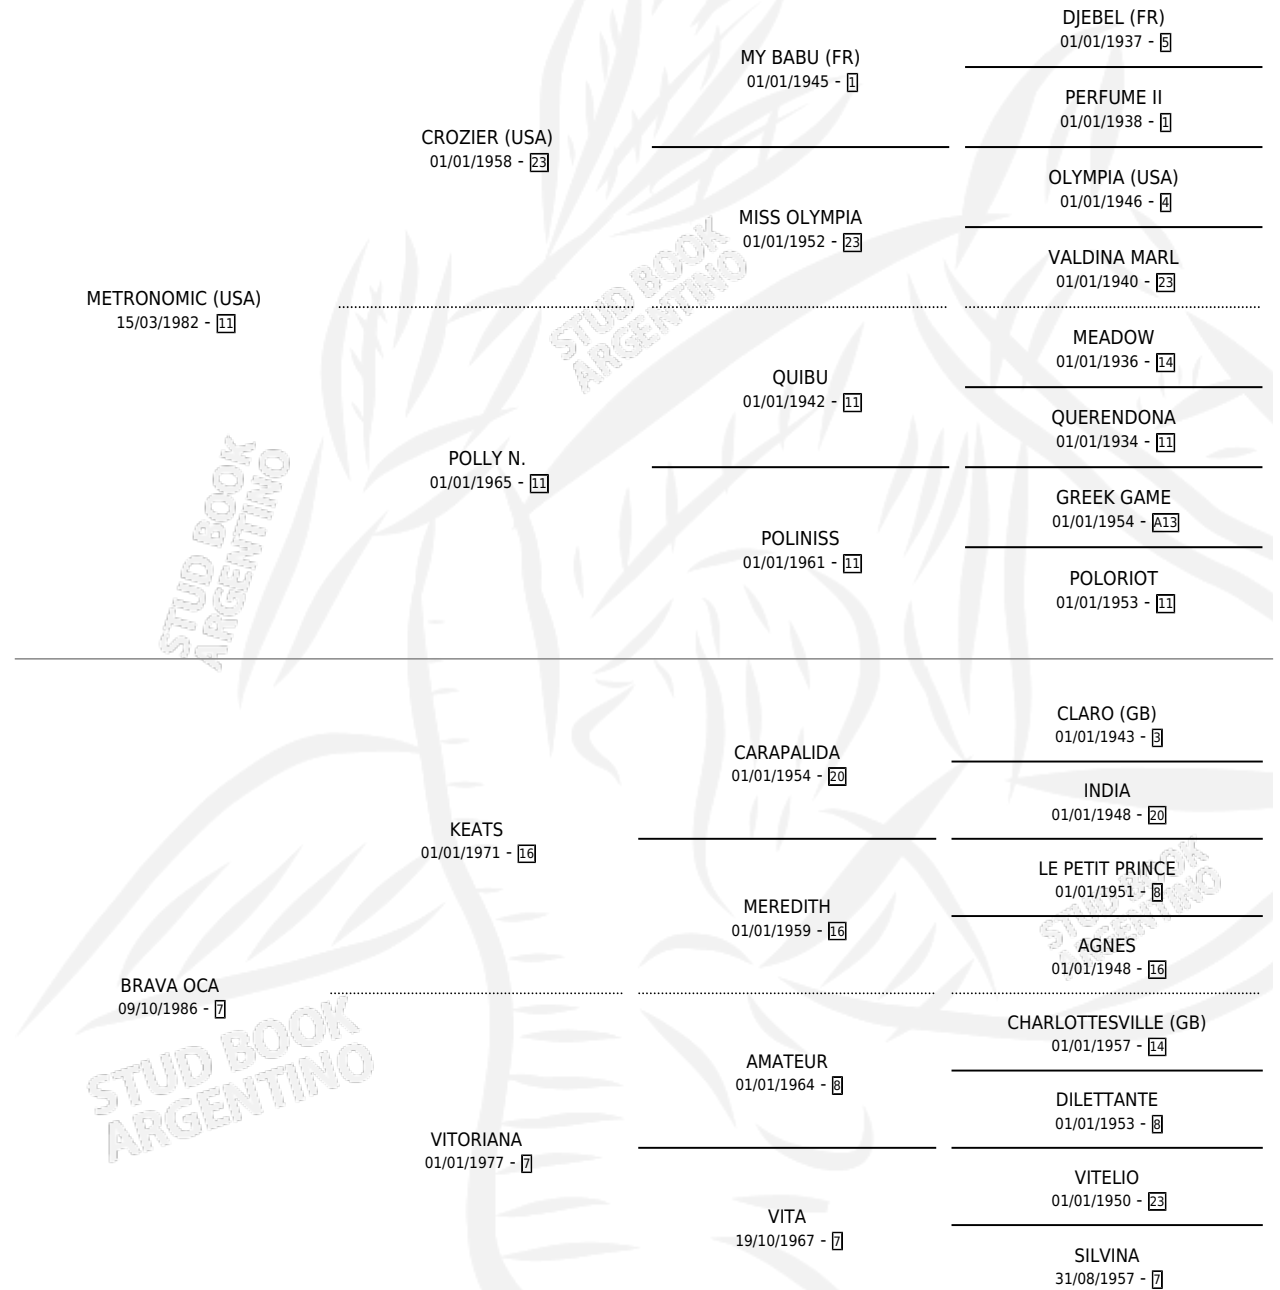 DJEBEL (FR)
01/01/1937 - 5
MY BABU (FR)
01/01/1945 - 1
PERFUME II
01/01/1938 - 1
CROZIER (USA)
01/01/1958 - 23
OLYMPIA (USA)
01/01/1946 - 4
MISS OLYMPIA
01/01/1952 - 23
VALDINA MARL
01/01/1940 - 23
METRONOMIC (USA)
15/03/1982 - 11
MEADOW
01/01/1936 - 14
QUIBU
01/01/1942 - 11
QUERENDONA
01/01/1934 - 11
POLLY N.
01/01/1965 - 11
GREEK GAME
01/01/1954 - A13
POLINISS
01/01/1961 - 11
POLORIOT
01/01/1953 - 11
CLARO (GB)
01/01/1943 - 3
CARAPALIDA
01/01/1954 - 20
INDIA
01/01/1948 - 20
KEATS
01/01/1971 - 16
LE PETIT PRINCE
01/01/1951 - 8
MEREDITH
01/01/1959 - 16
AGNES
01/01/1948 - 16
BRAVA OCA
09/10/1986 - 7
CHARLOTTESVILLE (GB)
01/01/1957 - 14
AMATEUR
01/01/1964 - 8
DILETTANTE
01/01/1953 - 8
VITORIANA
01/01/1977 - 7
VITELIO
01/01/1950 - 23
VITA
19/10/1967 - 7
SILVINA
31/08/1957 - 7
STUD BOOK
ARGENTINO
STUD BOOK
ARGENTINO
STUD BOOK
ARGENTINO
STUD BOOK
ARGENTINO